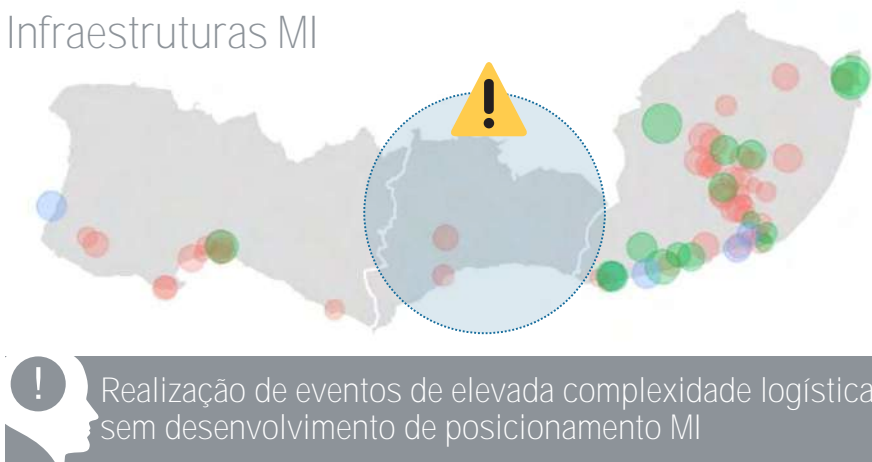 Infraestruturas MI
!
!
Realização de eventos de elevada complexidade logística
sem desenvolvimento de posicionamento MI